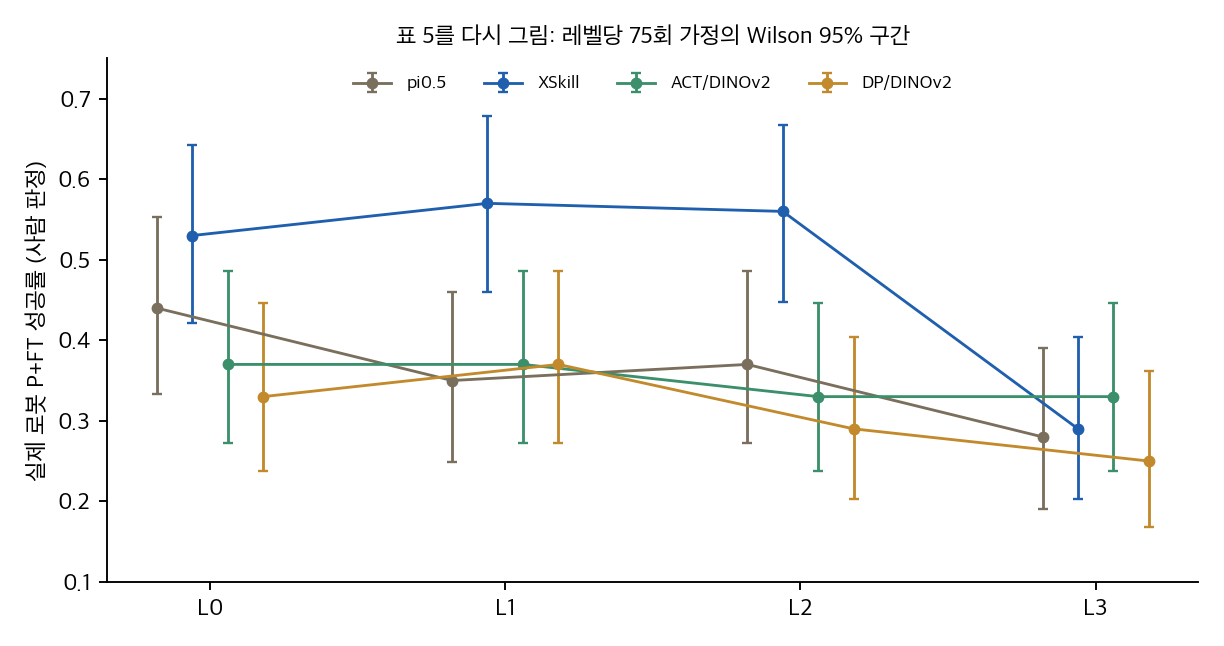 표 5를 다시 그림: 레벨당 75회 가정의 Wilson 95% 구간
pi0.5
XSkill
ACT/DINOv2
DP/DINOv2
실제 로봇 P+FT 성공률 (사람 판정)
0.7
0.6
0.5
0.4
0.3
0.2
0.1
L0
L1
L2
L3